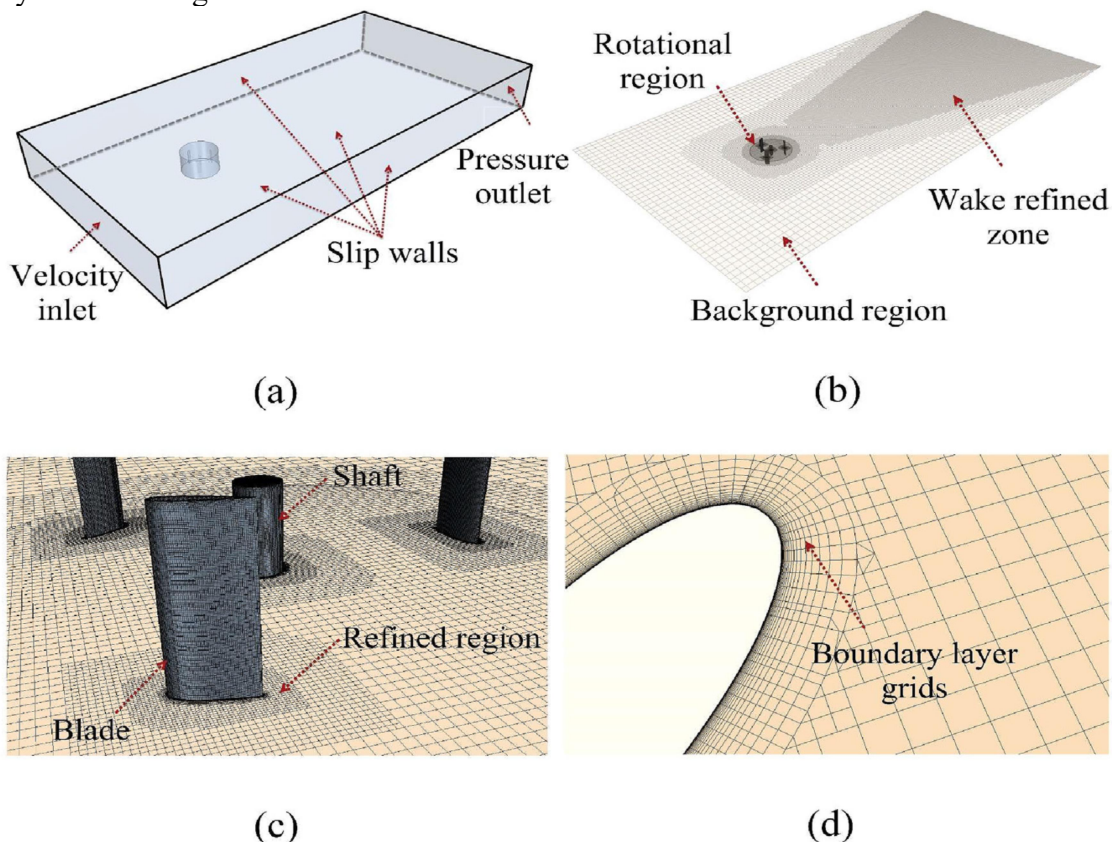 Rotational
region
Pressure
outlet
Slip walls
Velocity
inlet
Wake refined
zone
Background region
(a)
(b)
Shaft
Refined region
Blade
Boundary layer
grids
(c)
(d)